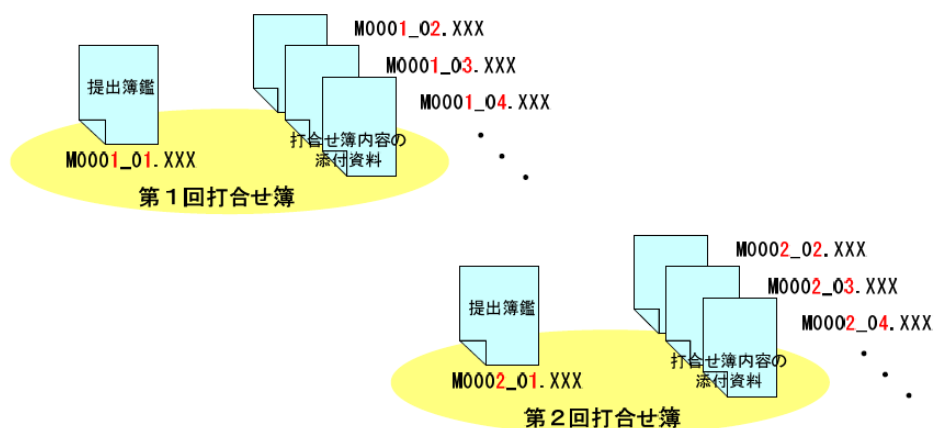 M0001_02.XXX
M0001_03.XXX
M0001_04.XXX
提出簿鑑
M0001_01.XXX
打合せ簿内容の
添付資料
第1回打合せ簿
M0002_02.XXX
M0002_03.XXX
M0002_04.XXX
提出簿鑑
M0002_01.XXX
打合せ簿内容の
添付資料
第2回打合せ簿